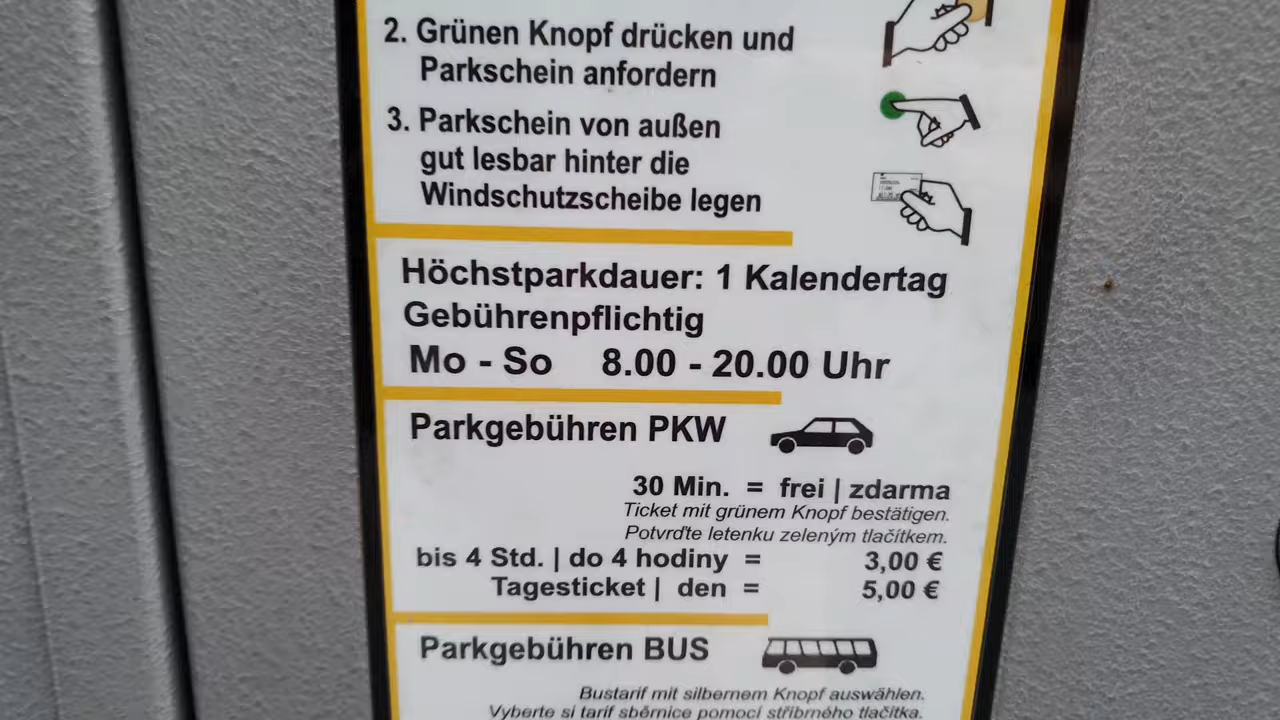 2. Grünen Knopf drücken und
Parkschein anfordern
3. Parkschein von außen
gut lesbar hinter die
Windschutzscheibe legen
Höchstparkdauer: 1 Kalendertag
Gebührenpflichtig
Mo - So 8.00 - 20.00 Uhr
Parkgebühren PKW
30 Min. = frei | zdarma
Ticket mit grünem Knopf bestätigen.
Potvrďte letenku zeleným tlačítkem.
bis 4 Std. | do 4 hodiny = 3,00 €
Tagesticket | den = 5,00 €
Parkgebühren BUS
Bustarif mit silbernem Knopf auswählen.
Vyberte si tarif sběrnice pomocí stříbrného tlačítka.